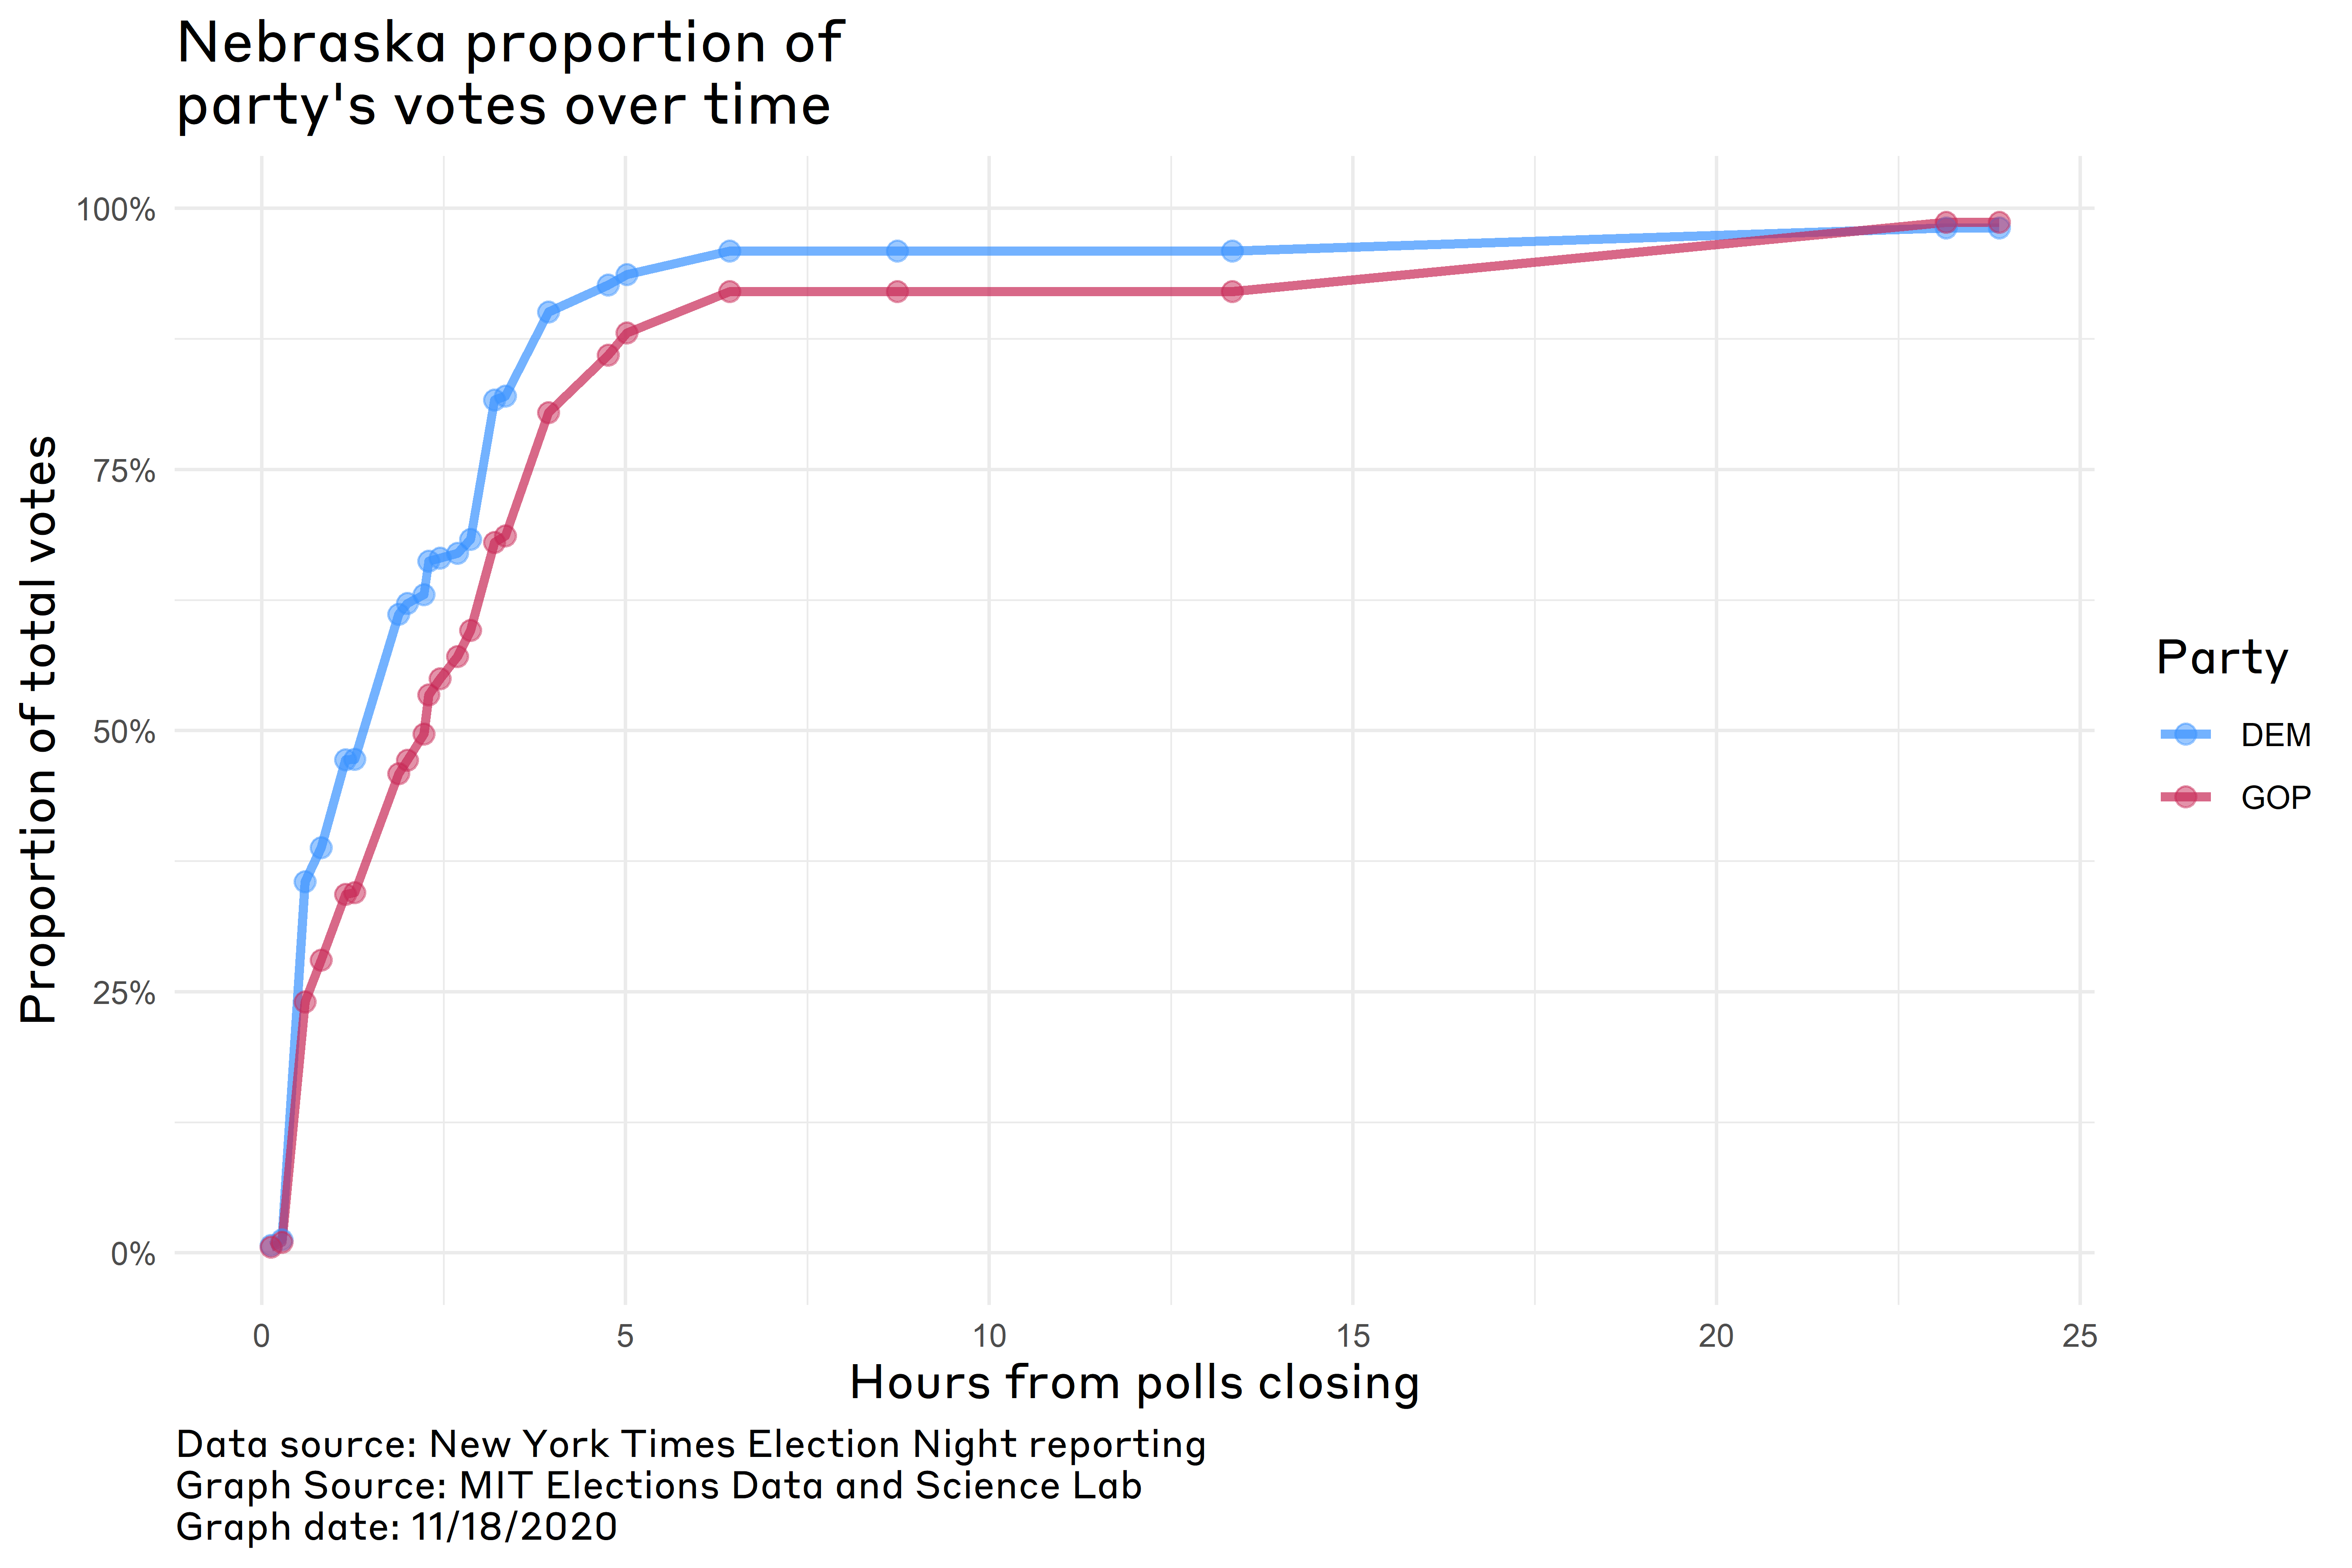 Nebraska proportion of
party's votes over time
Proportion of total votes
100%
75%
50%
25%
0%
0
5
10
15
20
25
Hours from polls closing
Party
DEM
GOP
Data source: New York Times Election Night reporting
Graph Source: MIT Elections Data and Science Lab
Graph date: 11/18/2020